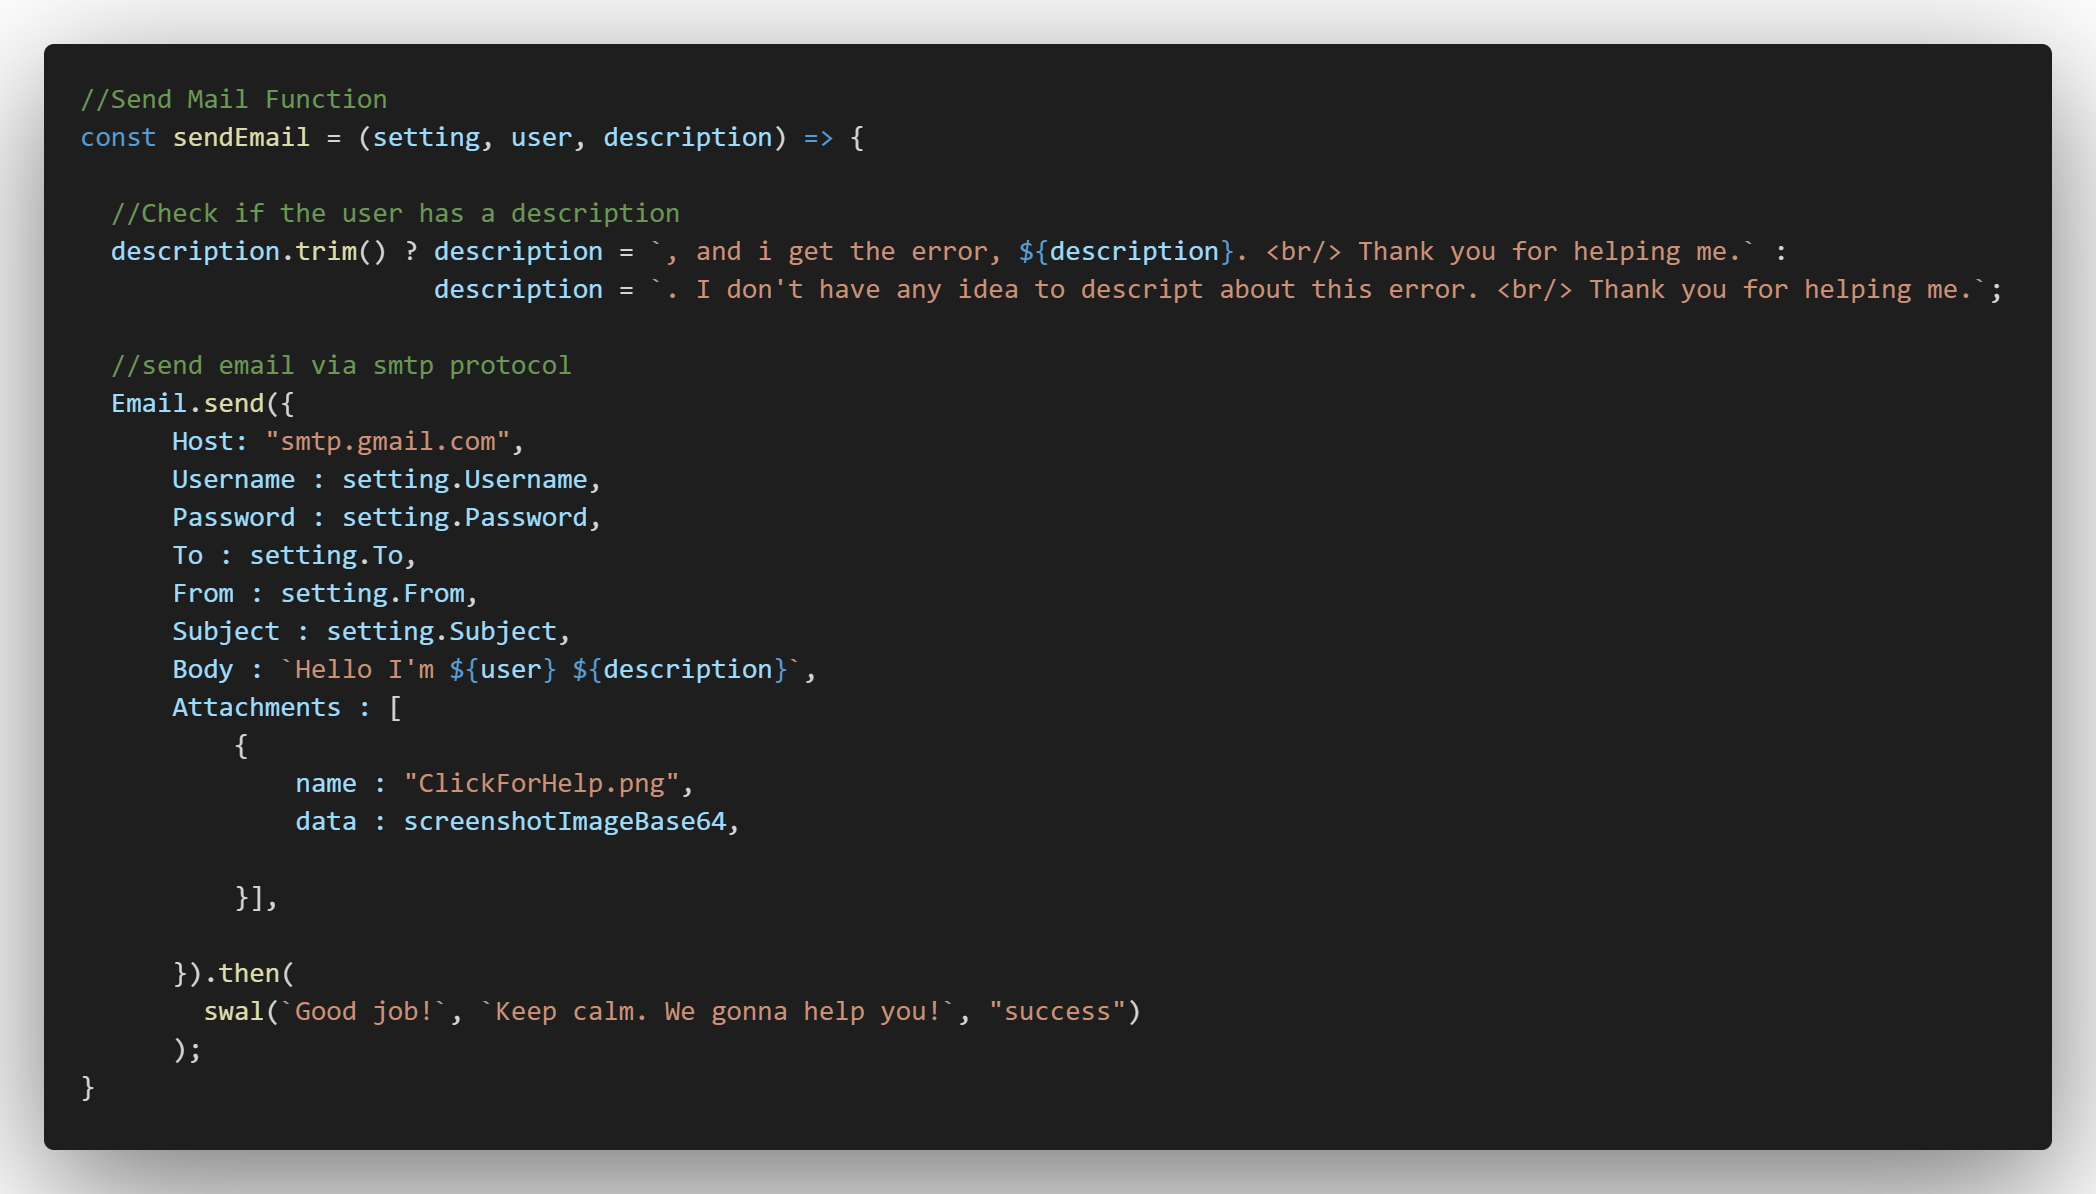 //Send Mail Function
const sendEmail = (setting, user, description) => {
//Check if the user has a description
description.trim() ? description = `, and i get the error, ${description}. <br/> Thank you for helping me.` :
description = `. I don't have any idea to descript about this error. <br/> Thank you for helping me.`;
//send email via smtp protocol
Email.send({
Host: "smtp.gmail.com",
Username : setting.Username,
Password : setting.Password,
To : setting.To,
From : setting.From,
Subject : setting.Subject,
Body : `Hello I'm ${user} ${description}`,
Attachments : [
{
name : "ClickForHelp.png",
data : screenshotImageBase64,
}],
}).then(
swal(`Good job!`, `Keep calm. We gonna help you!`, "success")
);
}